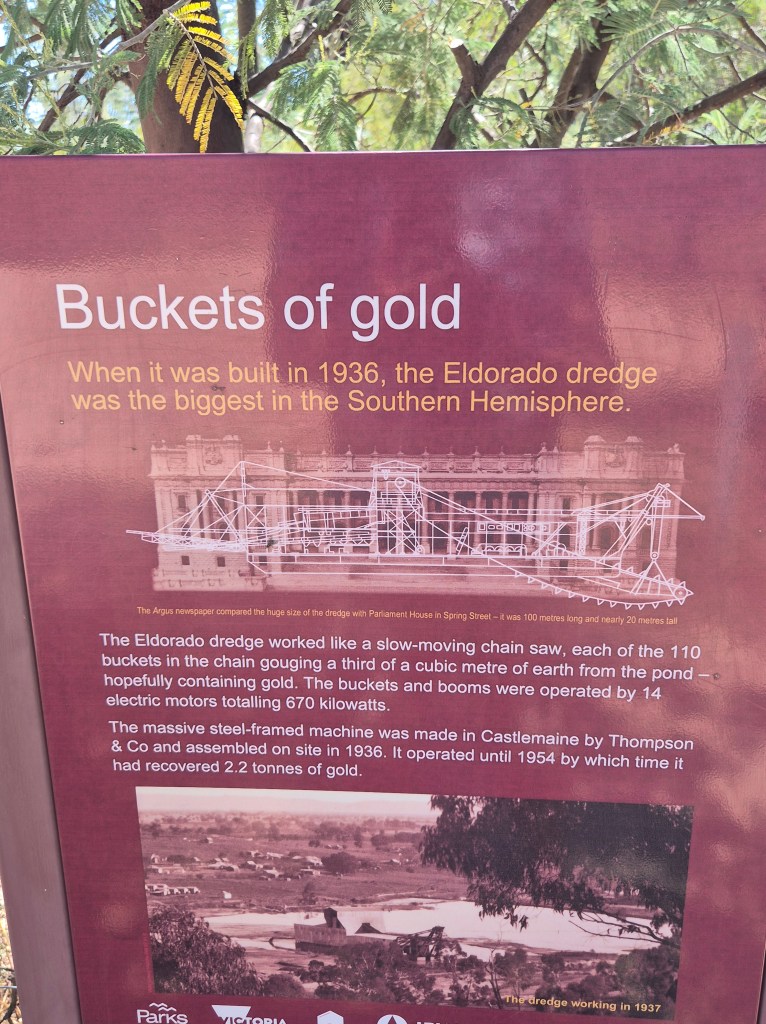 Buckets of gold
When it was built in 1936, the Eldorado dredge
was the biggest in the Southern Hemisphere.
The Argus newspaper compared the huge size of the dredge with Parliament House in Spring Street – it was 100 metres long and nearly 20 metres tall
The Eldorado dredge worked like a slow-moving chain saw, each of the 110
buckets in the chain gouging a third of a cubic metre of earth from the pond –
hopefully containing gold. The buckets and booms were operated by 14
electric motors totalling 670 kilowatts.
The massive steel-framed machine was made in Castlemaine by Thompson
& Co and assembled on site in 1936. It operated until 1954 by which time it
had recovered 2.2 tonnes of gold.
The dredge working in 1937
Parks
VICTORIA